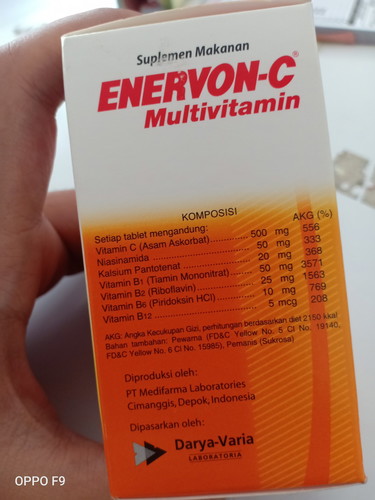 Suplemen Makanan
ENERVON-C®
Multivitamin
KOMPOSISI
Setiap tablet mengandung: AKG (%)
Vitamin C (Asam Askorbat) 500 mg 556
Niasinamida 50 mg 333
Kalsium Pantotenat 20 mg 368
Vitamin B1 (Tiamin Mononitrat) 50 mg 3571
Vitamin B2 (Riboflavin) 25 mg 1563
Vitamin B6 (Piridoksin HCl) 10 mg 769
Vitamin B12 5 mcg 208
AKG: Angka Kecukupan Gizi, perhitungan berdasarkan diet 2150 kkal
Bahan tambahan: Pewarna (FD&C Yellow No. 5 CI No. 19140,
FD&C Yellow No. 6 CI No. 15985), Pemanis (Sukrosa)
Diproduksi oleh:
PT Medifarma Laboratories
Cimanggis, Depok, Indonesia
Dipasarkan oleh:
Darya-Varia
LABORATORIA
OPPO F9